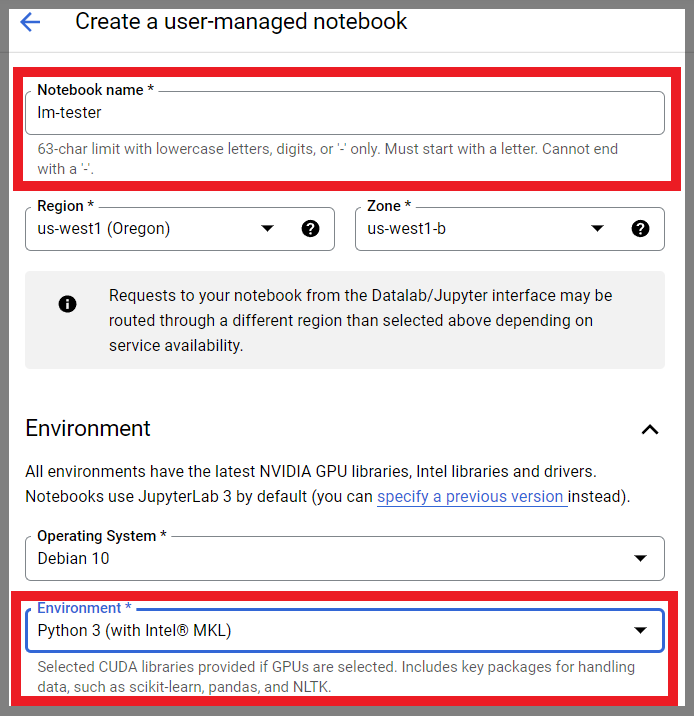 Create a user-managed notebook
Notebook name *
lm-tester
63-char limit with lowercase letters, digits, or '-' only. Must start with a letter. Cannot end
with a '-'.
Region *
us-west1 (Oregon)
Zone *
us-west1-b
Requests to your notebook from the Datalab/Jupyter interface may be
routed through a different region than selected above depending on
service availability.
Environment
All environments have the latest NVIDIA GPU libraries, Intel libraries and drivers.
Notebooks use JupyterLab 3 by default (you can specify a previous version instead).
Operating System *
Debian 10
Environment *
Python 3 (with Intel® MKL)
Selected CUDA libraries provided if GPUs are selected. Includes key packages for handling
data, such as scikit-learn, pandas, and NLTK.